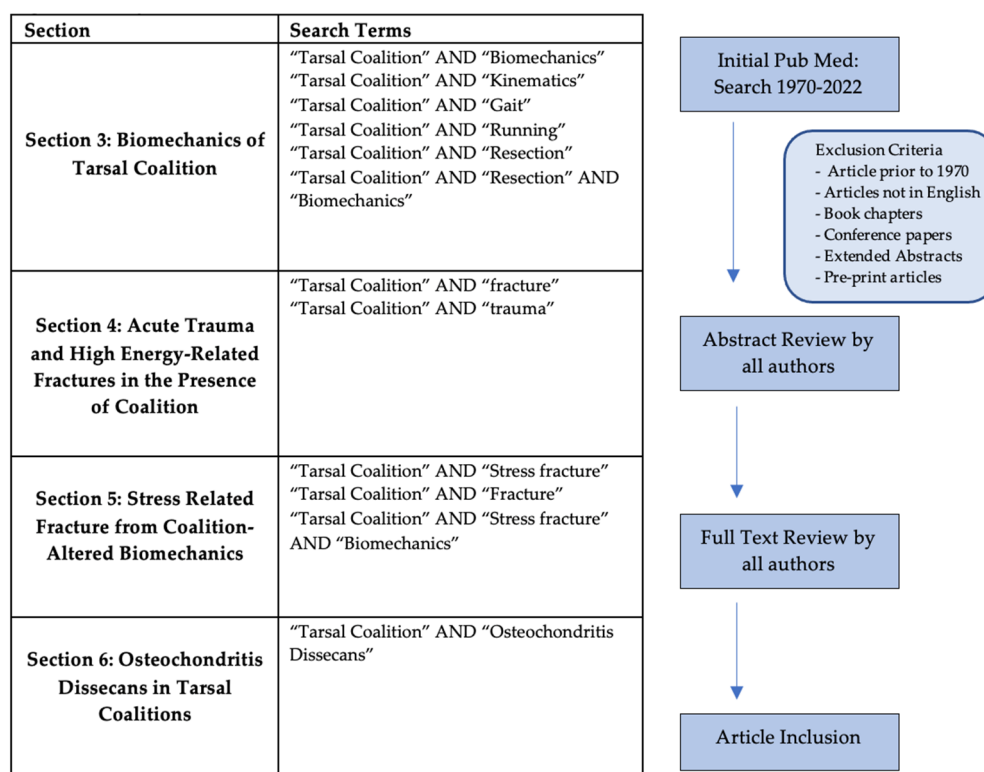 Section
Search Terms
Section 3: Biomechanics of
Tarsal Coalition
“Tarsal Coalition” AND “Biomechanics”
“Tarsal Coalition” AND “Kinematics”
“Tarsal Coalition” AND “Gait”
“Tarsal Coalition” AND “Running”
“Tarsal Coalition” AND “Resection”
“Tarsal Coalition” AND “Resection” AND
“Biomechanics”
Section 4: Acute Trauma
and High Energy-Related
Fractures in the Presence
of Coalition
“Tarsal Coalition” AND “fracture”
“Tarsal Coalition” AND “trauma”
Section 5: Stress Related
Fracture from Coalition-
Altered Biomechanics
“Tarsal Coalition” AND “Stress fracture”
“Tarsal Coalition” AND “Fracture”
“Tarsal Coalition” AND “Stress fracture”
AND “Biomechanics”
Section 6: Osteochondritis
Dissecans in Tarsal
Coalitions
“Tarsal Coalition” AND “Osteochondritis
Dissecans”
Initial Pub Med:
Search 1970-2022
Exclusion Criteria
- Article prior to 1970
- Articles not in English
- Book chapters
- Conference papers
- Extended Abstracts
- Pre-print articles
Abstract Review by
all authors
Full Text Review by
all authors
Article Inclusion